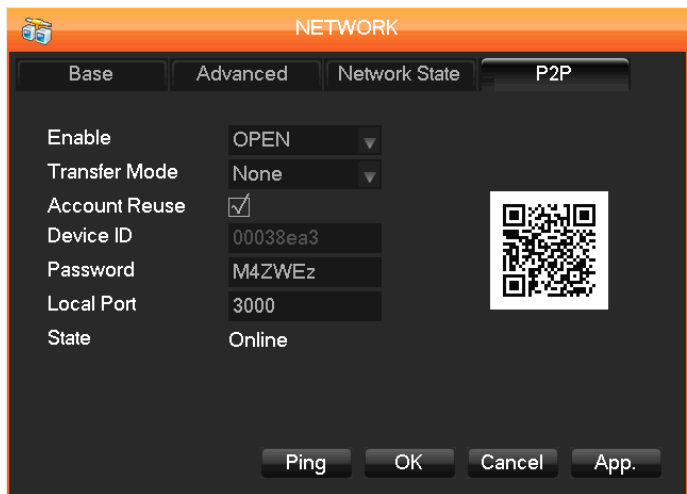 NETWORK
Base Advanced Network State P2P
Enable OPEN
Transfer Mode None
Account Reuse
Device ID 00038ea3
Password M4ZWEz
Local Port 3000
State Online
Ping OK Cancel App.